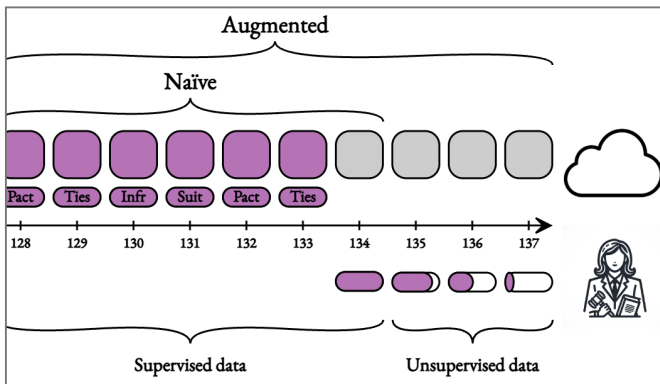 Augmented
Naïve
Pact Ties Infr Suit Pact Ties
128 129 130 131 132 133 134 135 136 137
Supervised data Unsupervised data